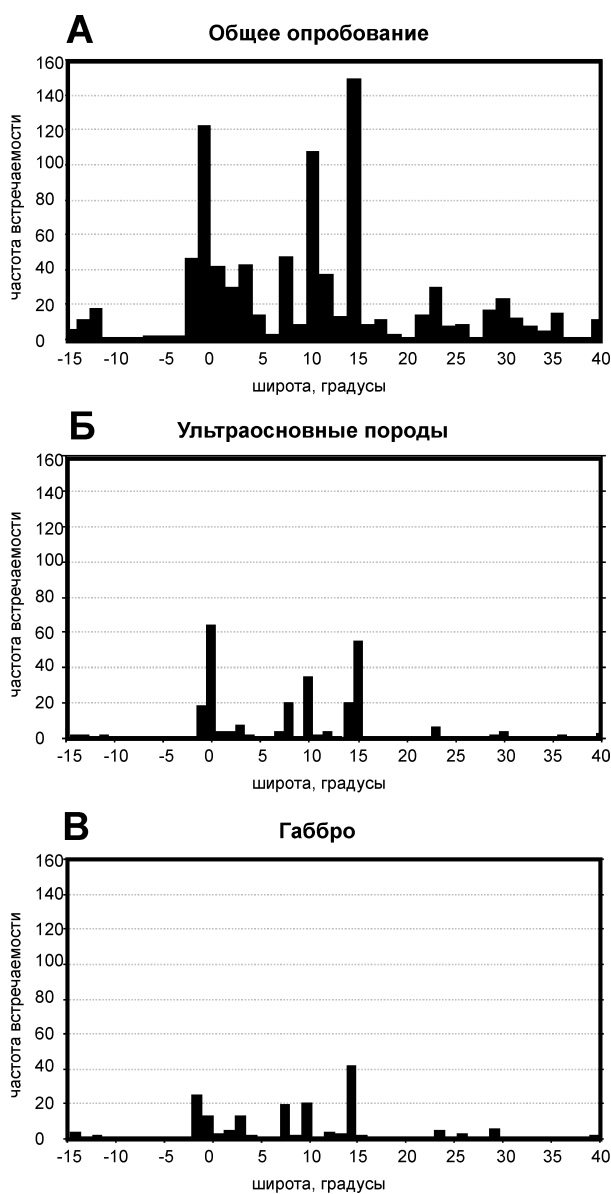 А Общее опробование
160
140
120
100
80
60
40
20
0
частота встречаемости
-15 -10 -5 0 5 10 15 20 25 30 35 40
широта, градусы
Б Ультраосновные породы
160
140
120
100
80
60
40
20
0
частота встречаемости
-15 -10 -5 0 5 10 15 20 25 30 35 40
широта, градусы
В Габбро
160
140
120
100
80
60
40
20
0
частота встречаемости
-15 -10 -5 0 5 10 15 20 25 30 35 40
широта, градусы